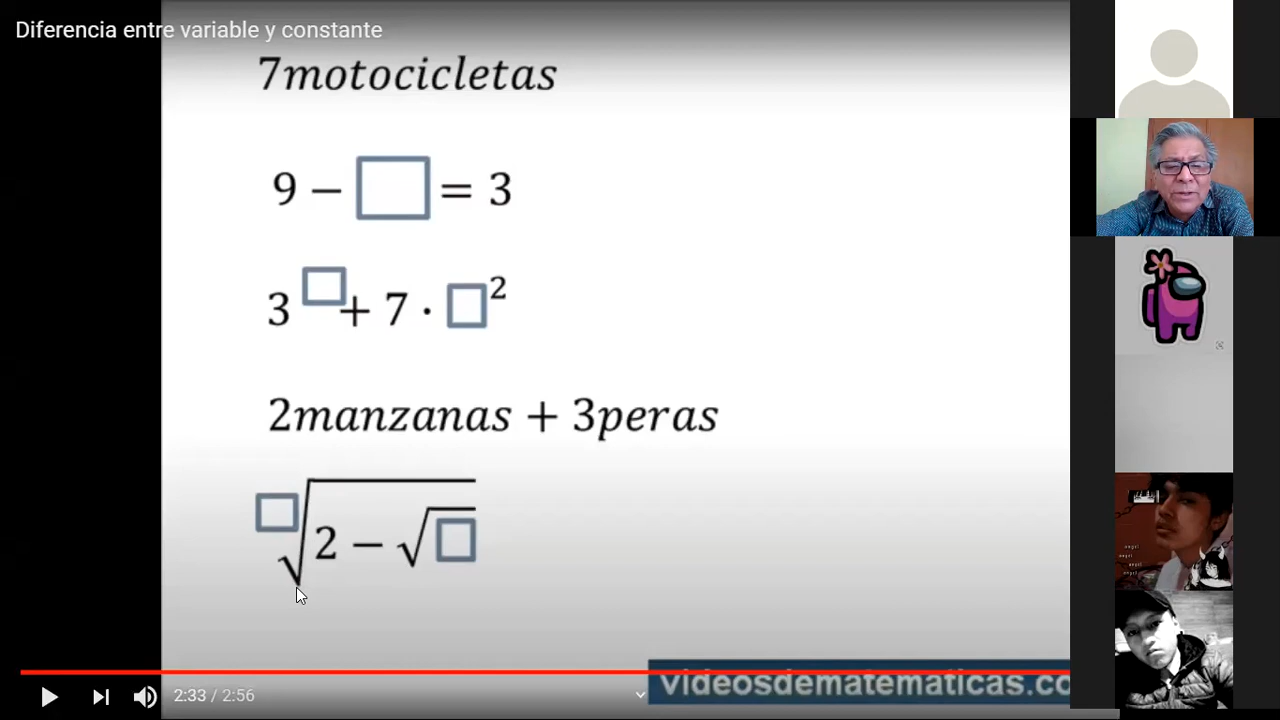 Diferencia entre variable y constante
7motocicletas
9 − □ = 3
3^□ + 7 · □²
2manzanas + 3peras
□√(2 − √□)
videosdematematicas.co
2:33 / 2:56